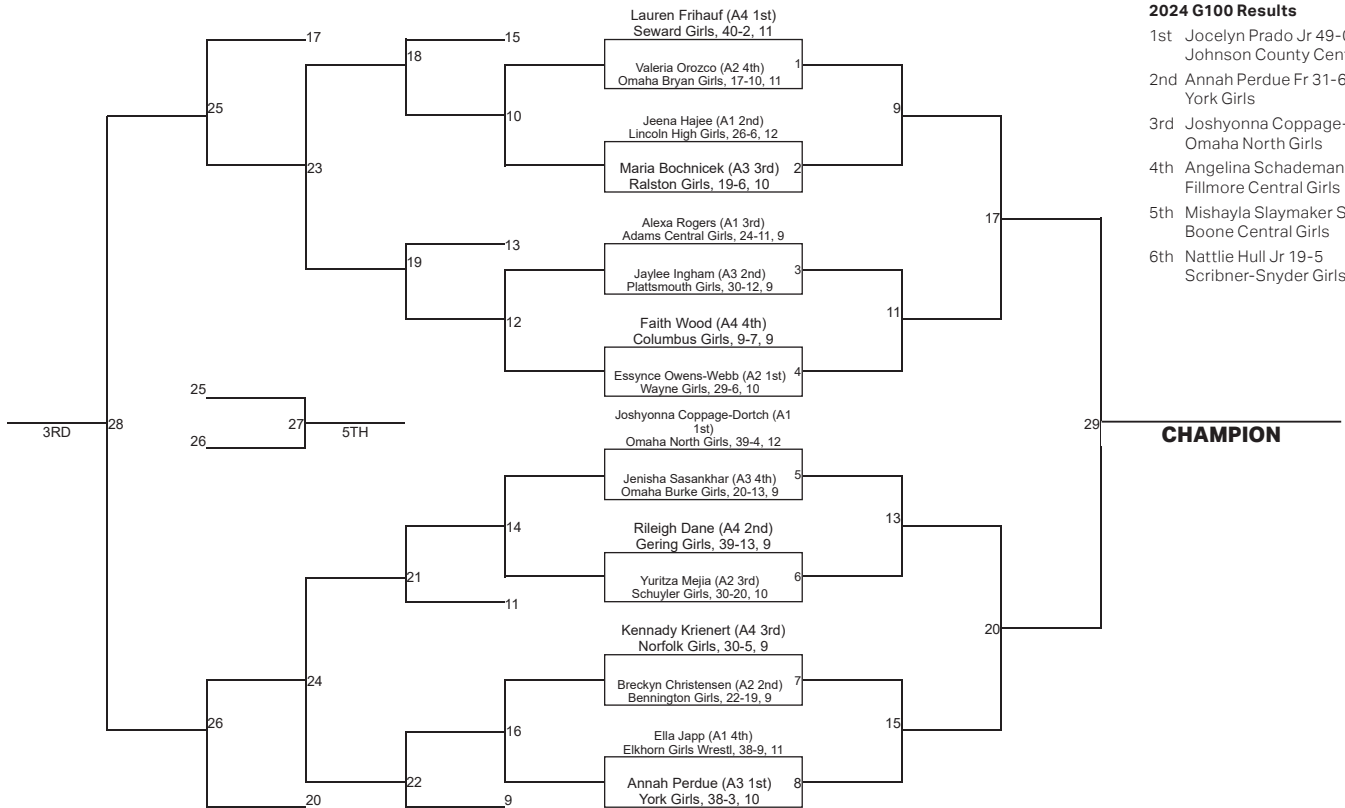 Lauren Frihauf (A4 1st)
Seward Girls, 40-2, 11
Valeria Orozco (A2 4th)
Omaha Bryan Girls, 17-10, 11
1
Jeena Hajee (A1 2nd)
Lincoln High Girls, 26-6, 12
Maria Bochnicek (A3 3rd)
Ralston Girls, 19-6, 10
2
Alexa Rogers (A1 3rd)
Adams Central Girls, 24-11, 9
Jaylee Ingham (A3 2nd)
Plattsmouth Girls, 30-12, 9
3
Faith Wood (A4 4th)
Columbus Girls, 9-7, 9
Essynce Owens-Webb (A2 1st)
Wayne Girls, 29-6, 10
4
Joshyonna Coppage-Dortch (A1
1st)
Omaha North Girls, 39-4, 12
Jenisha Sasankhar (A3 4th)
Omaha Burke Girls, 20-13, 9
5
Rileigh Dane (A4 2nd)
Gering Girls, 39-13, 9
Yuritza Mejia (A2 3rd)
Schuyler Girls, 30-20, 10
6
Kennady Krienert (A4 3rd)
Norfolk Girls, 30-5, 9
Breckyn Christensen (A2 2nd)
Bennington Girls, 22-19, 9
7
Ella Japp (A1 4th)
Elkhorn Girls Wrestl, 38-9, 11
Annah Perdue (A3 1st)
York Girls, 38-3, 10
8
9
11
13
15
17
20
29
CHAMPION
15
18
10
17
25
23
13
19
12
25
28
3RD
27
5TH
26
14
21
11
24
26
16
22
20
9
2024 G100 Results
1st Jocelyn Prado Jr 49-
Johnson County
2nd Annah Perdue Fr 31-6
York Girls
3rd Joshyonna Coppage-
Omaha North Girls
4th Angelina Schademan
Fillmore Central Girls
5th Mishayla Slaymaker
Boone Central Girls
6th Nattlie Hull Jr 19-5
Scribner-Snyder Girls